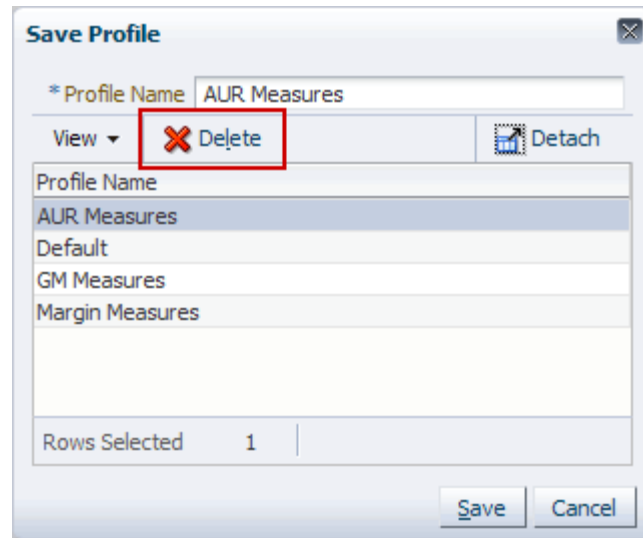 Save Profile
* Profile Name AUR Measures
View Delete Detach
Profile Name
AUR Measures
Default
GM Measures
Margin Measures
Rows Selected 1
Save Cancel